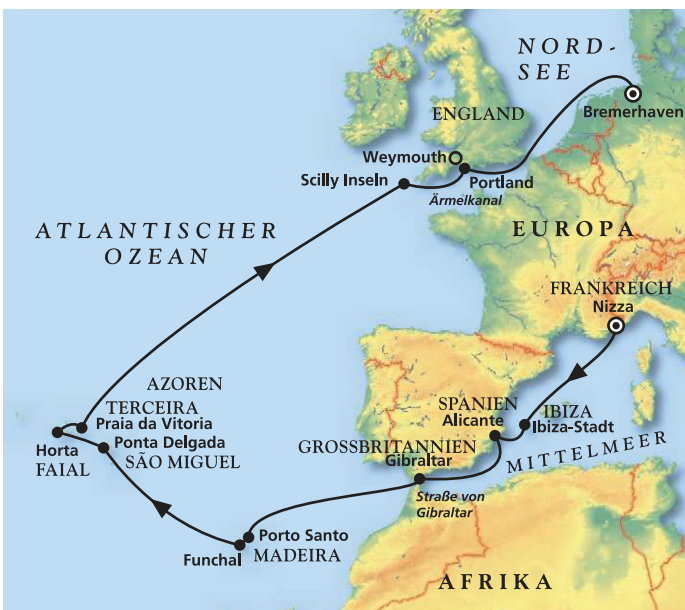 NORD-
SEE
Bremerhaven
ENGLAND
Weymouth
Scilly Inseln
Portland
Ärmelkanal
ATLANTISCHER
OZEAN
EUROPA
FRANKREICH
Nizza
AZOREN
TERCEIRA
Praia da Vitoria
Horta
FAIAL
Ponta Delgada
SÃO MIGUEL
SPANIEN
Alicante
IBIZA
Ibiza-Stadt
GROSSBRITANNIEN
Gibraltar
MITTELMEER
Straße von
Gibraltar
Porto Santo
Funchal
MADEIRA
AFRIKA